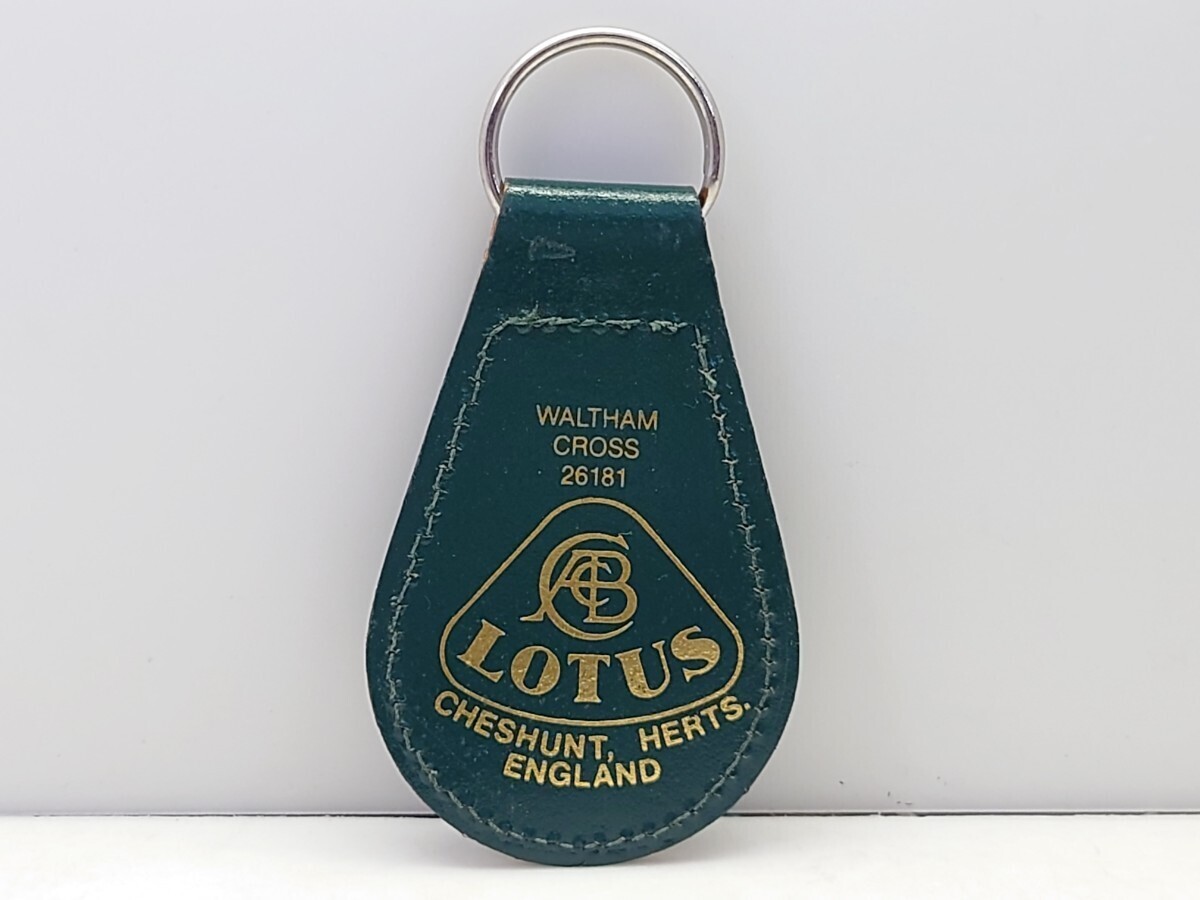 WALTHAM
CROSS
26181
ACBC
LOTUS
CHESHUNT, HERTS.
ENGLAND